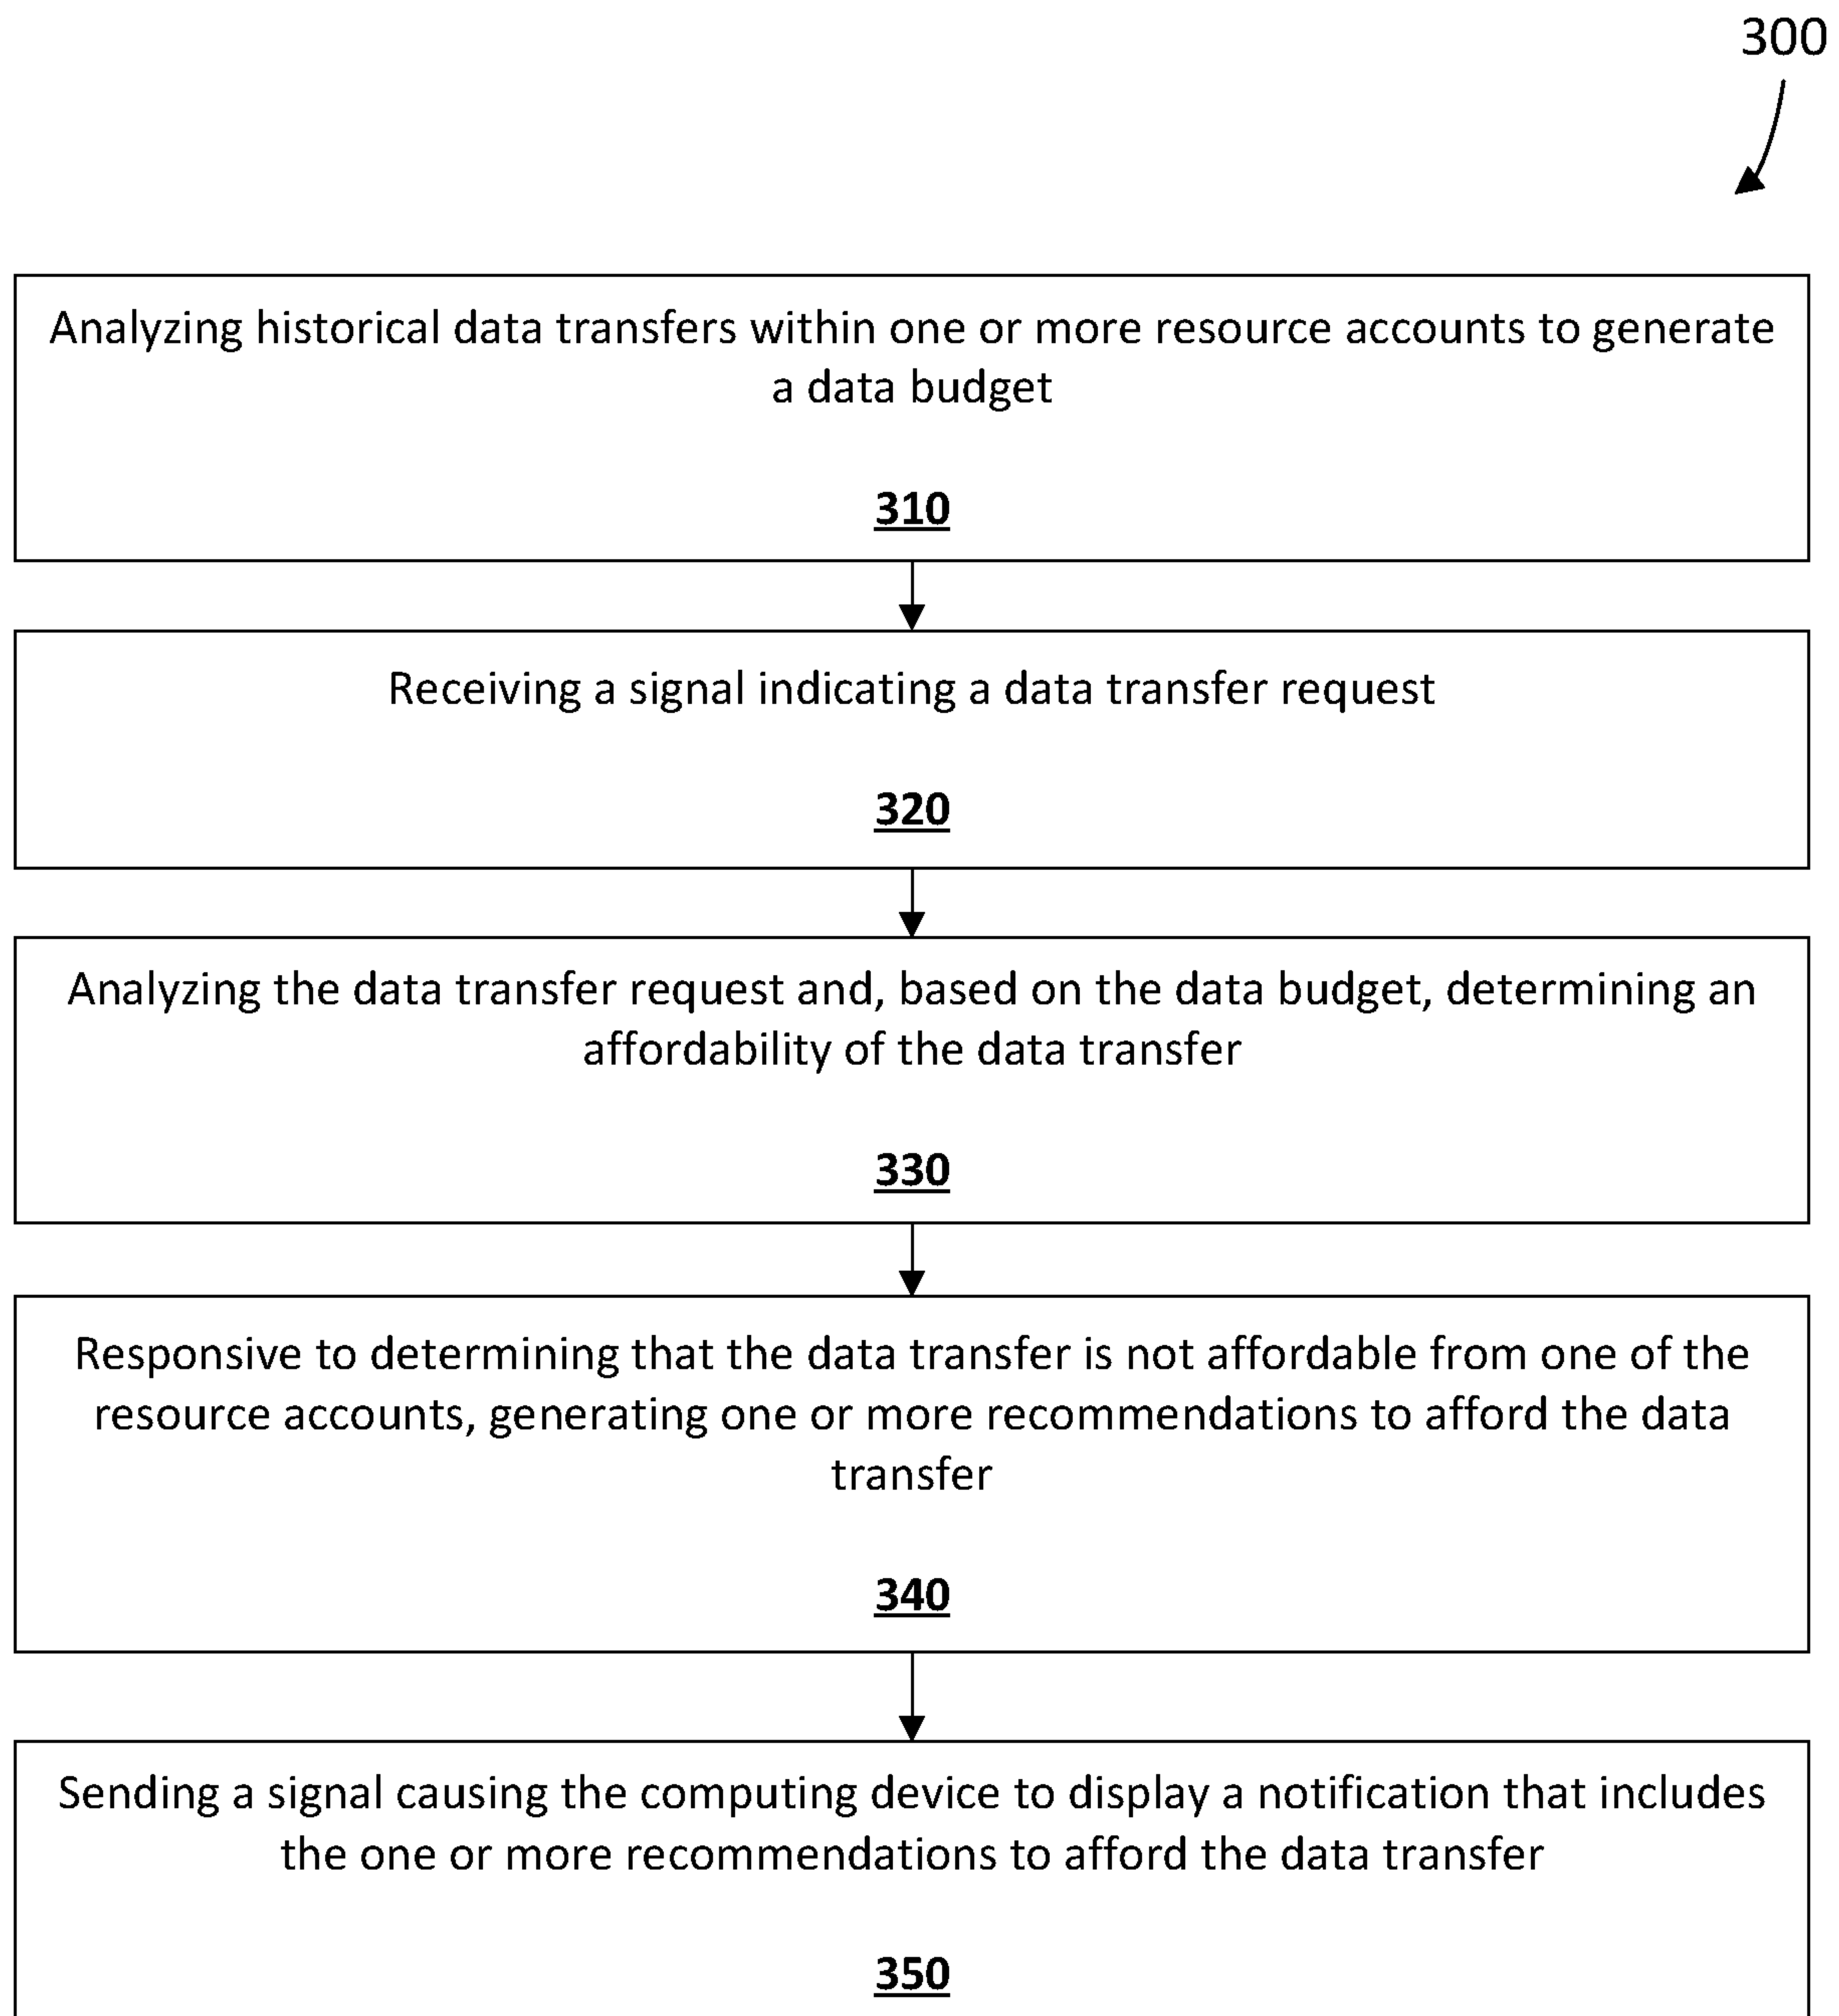 300
Analyzing historical data transfers within one or more resource accounts to generate
a data budget
310
Receiving a signal indicating a data transfer request
320
Analyzing the data transfer request and, based on the data budget, determining an
affordability of the data transfer
330
Responsive to determining that the data transfer is not affordable from one of the
resource accounts, generating one or more recommendations to afford the data
transfer
340
Sending a signal causing the computing device to display a notification that includes
the one or more recommendations to afford the data transfer
350